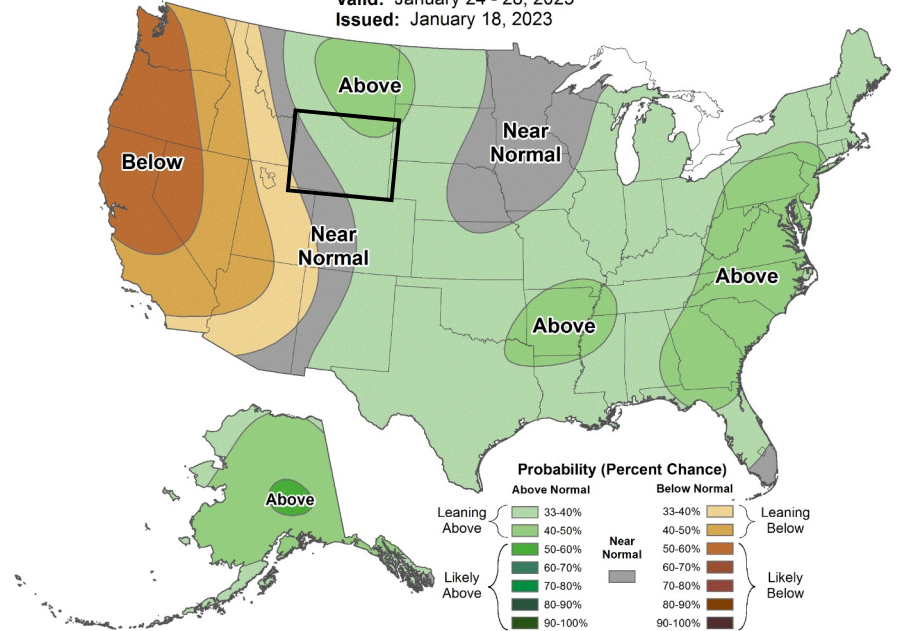 Issued: January 18, 2023
Above
Below
Near
Normal
Near
Normal
Above
Above
Above
Probability (Percent Chance)
Above Normal
Below Normal
Leaning
Above
33-40%
40-50%
Likely
Above
50-60%
60-70%
70-80%
80-90%
90-100%
Near
Normal
33-40%
40-50%
Leaning
Below
50-60%
60-70%
70-80%
80-90%
90-100%
Likely
Below